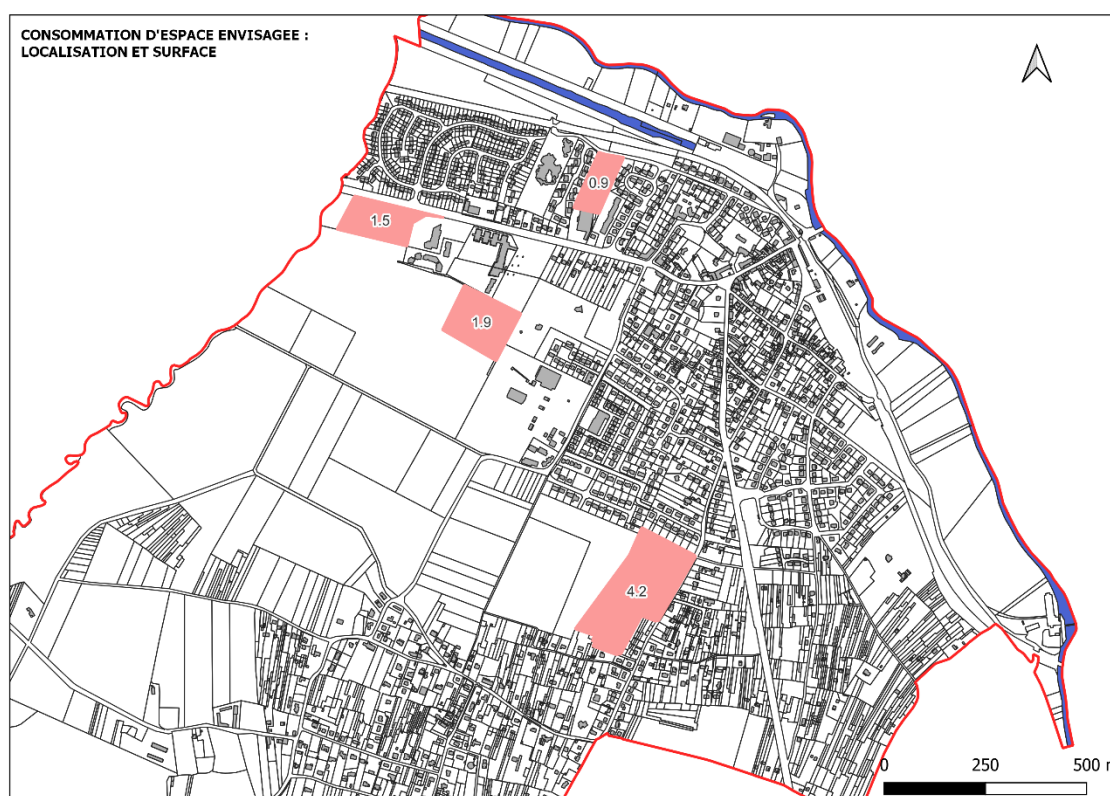 CONSOMMATION D'ESPACE ENVISAGEE :
LOCALISATION ET SURFACE
0.9
1.5
1.9
4.2
0 250 500 m